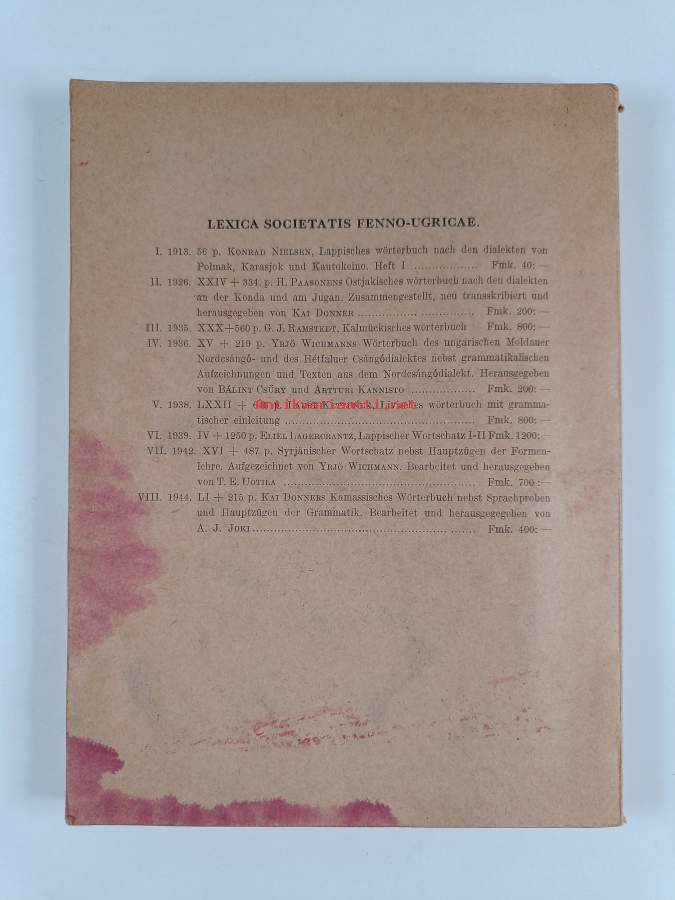 LEXICA SOCIETATIS FENNO-UGRICAE.
I. 1913. 56 p. KONRAD NIELSEN, Lappisches wörterbuch nach den dialekten von
Polmak, Karasjok und Kautokeino. Heft I .................. Fmk. 40: —
II. 1926. XXIV + 334. p. H. PAASONENS Ostjakisches wörterbuch nach den dialekten
an der Konda und am Jugan. Zusammengestellt, neu transskribiert und
herausgegeben von KAI DONNER .................................. Fmk. 200: —
III. 1935. XXX+560 p. G. J. RAMSTEDT, Kalmückisches wörterbuch Fmk. 800: —
IV. 1936. XV + 219 p. YRJÖ WICHMANNS Wörterbuch des ungarischen Moldauer
Nordcsángó- und des Hétfaluer Csángódialektes nebst grammatikalischen
Aufzeichnungen und Texten aus dem Nordcsángódialekt. Herausgegeben
von BÁLINT CSŰRY und ARTTURI KANNISTO .................. Fmk. 200: —
V. 1938. LXXII + p. Livisches wörterbuch mit gramma-
tischer einleitung ...................................................... Fmk. 800: —
VI. 1939. IV + 1250 p. ELIEL LAGERCRANTZ, Lappischer Wortschatz I-II Fmk. 1200: —
VII. 1942. XVI + 487 p. Syrjänischer Wortschatz nebst Hauptzügen der Formen-
lehre. Aufgezeichnet von YRJÖ WICHMANN. Bearbeitet und herausgegeben
von T. E. UOTILA ...................................................... Fmk. 700: —
VIII. 1944. LI + 215 p. KAI DONNERS Kamassisches Wörterbuch nebst Sprachproben
und Hauptzügen der Grammatik. Bearbeitet und herausgegegeben von
A. J. JOKI ............................................................ Fmk. 400: —